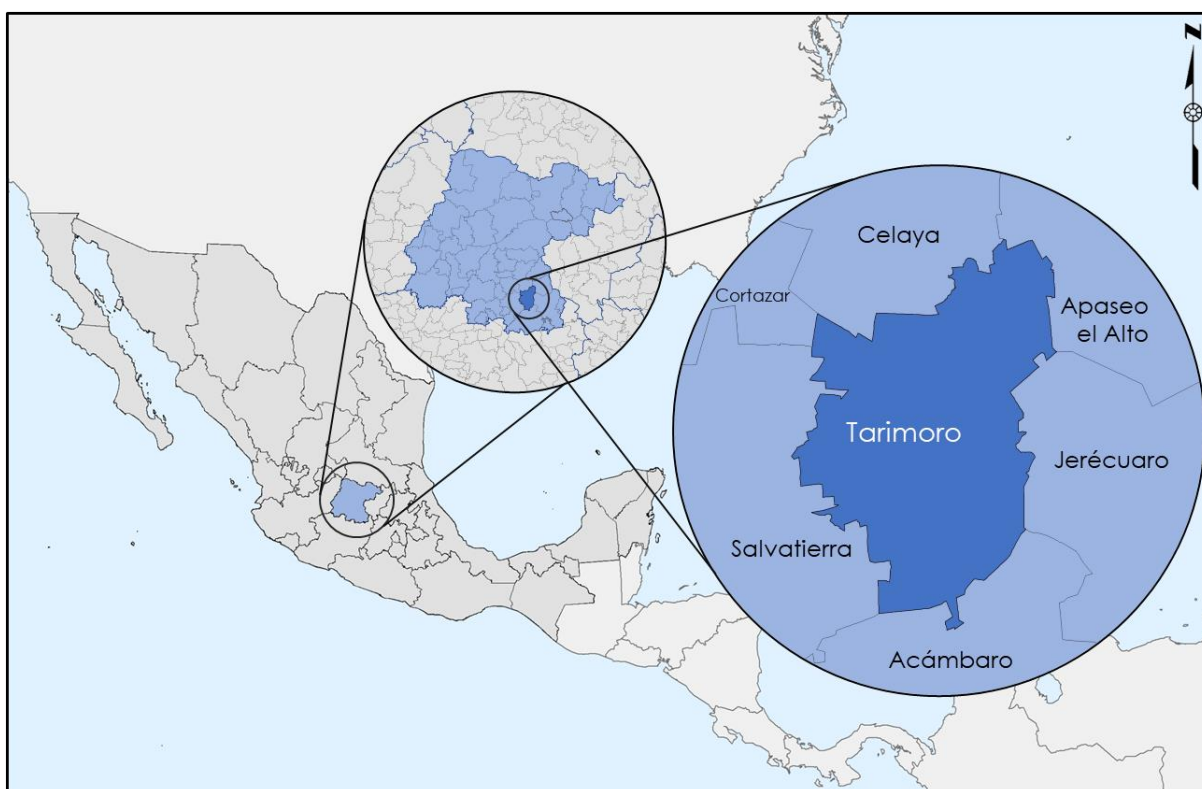 N
Celaya
Cortazar
Apaseo
el Alto
Tarimoro
Jerécuaro
Salvatierra
Acámbaro